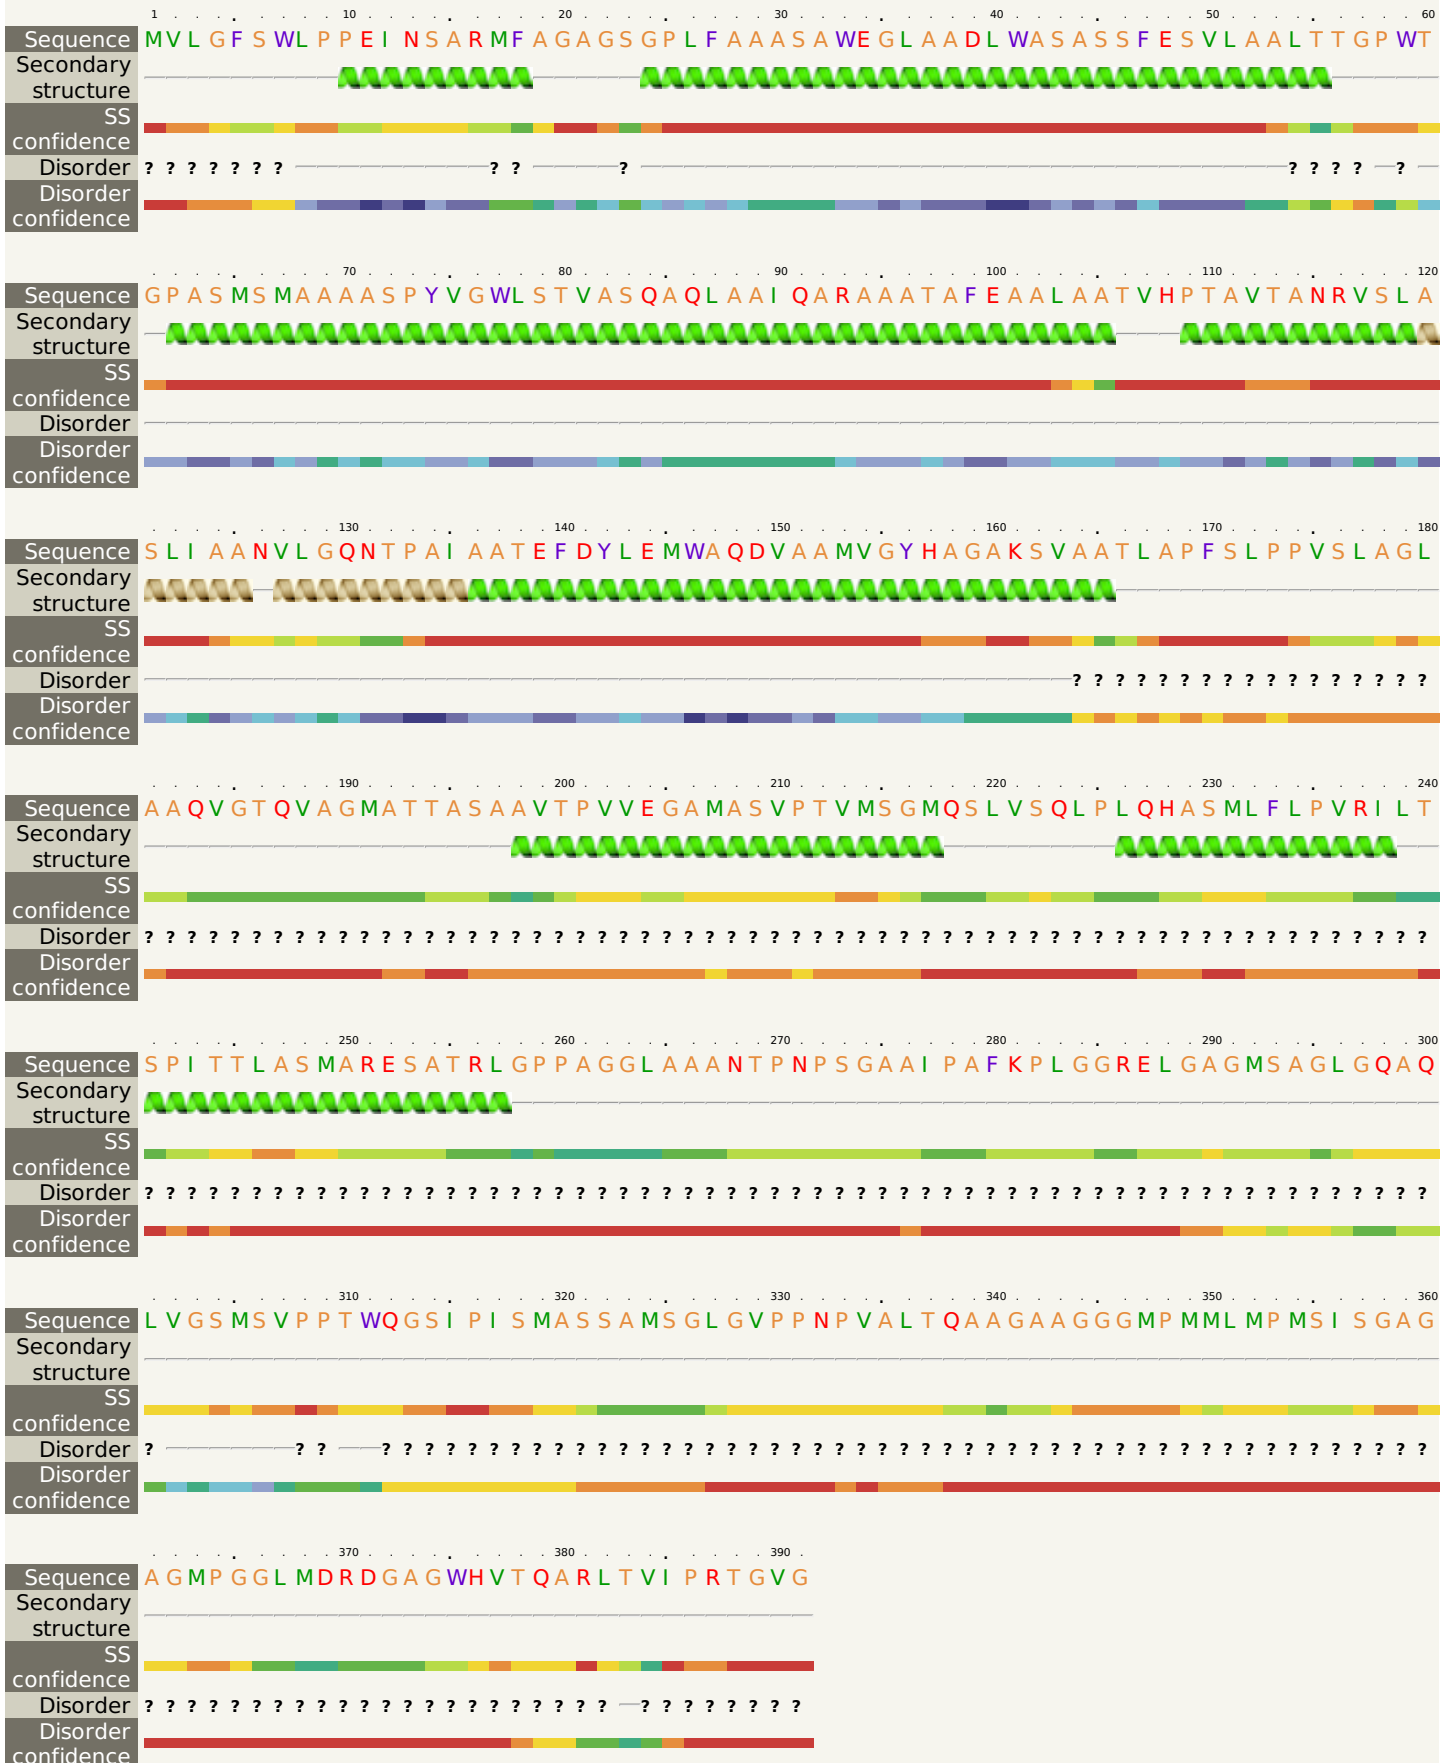 1 10 20 30 40 50 60
Sequence MVLGFSWLPPEINSARMFAGAGSGPLFAAASAWEGLAADLWASASSFESVLAALTTGPWT
Secondary
structure
SS
confidence
Disorder ? ? ? ? ? ? ? ? ? ? ? ? ? ? ?
Disorder
confidence
70 80 90 100 110 120
Sequence GPASMSMAAAASPYVGWLSTVASQAQLAAIQARAAATAFEAALAATVHPTAVTANRVSLA
Secondary
structure
SS
confidence
Disorder
Disorder
confidence
130 140 150 160 170 180
Sequence SLIAANVLGQNTPAIAATEFDYLEMWAQDVAAMVGYHAGAKSVAATLAPFSLPPVSLAGL
Secondary
structure
SS
confidence
Disorder ? ? ? ? ? ? ? ? ? ? ? ? ? ? ? ? ?
Disorder
confidence
190 200 210 220 230 240
Sequence AAQVGTQVAGMATTASAAVTPVVEGAMASVPTVMSGMQSLVSQLPLQHASMLFLPVRILT
Secondary
structure
SS
confidence
Disorder ? ? ? ? ? ? ? ? ? ? ? ? ? ? ? ? ? ? ? ? ? ? ? ? ? ? ? ? ? ? ? ? ? ? ? ? ? ? ? ? ? ? ? ? ? ? ? ? ? ? ? ? ? ? ? ? ? ? ? ?
Disorder
confidence
250 260 270 280 290 300
Sequence SPITTLASMARESATRLGPPAGGLAAANTPNPSGAAIPAFKPLGGRELGAGMSAGLGQAQ
Secondary
structure
SS
confidence
Disorder ? ? ? ? ? ? ? ? ? ? ? ? ? ? ? ? ? ? ? ? ? ? ? ? ? ? ? ? ? ? ? ? ? ? ? ? ? ? ? ? ? ? ? ? ? ? ? ? ? ? ? ? ? ? ? ? ? ? ? ?
Disorder
confidence
310 320 330 340 350 360
Sequence LVGSMSVPPTWQGSIPISMASSAMSGLGVPPNPVALTQAAGAAGGGMPMMLMPMSISGAG
Secondary
structure
SS
confidence
Disorder ? ? ? ? ? ? ? ? ? ? ? ? ? ? ? ? ? ? ? ? ? ? ? ? ? ? ? ? ? ? ? ? ? ? ? ? ? ? ? ? ? ? ? ? ? ? ? ? ? ? ? ?
Disorder
confidence
370 380 390
Sequence AGMPGGLMDRDGAGWHVTQARLTVIPRTGVG
Secondary
structure
SS
confidence
Disorder ? ? ? ? ? ? ? ? ? ? ? ? ? ? ? ? ? ? ? ? ? ? ? ? ? ? ? ? ? ?
Disorder
confidence